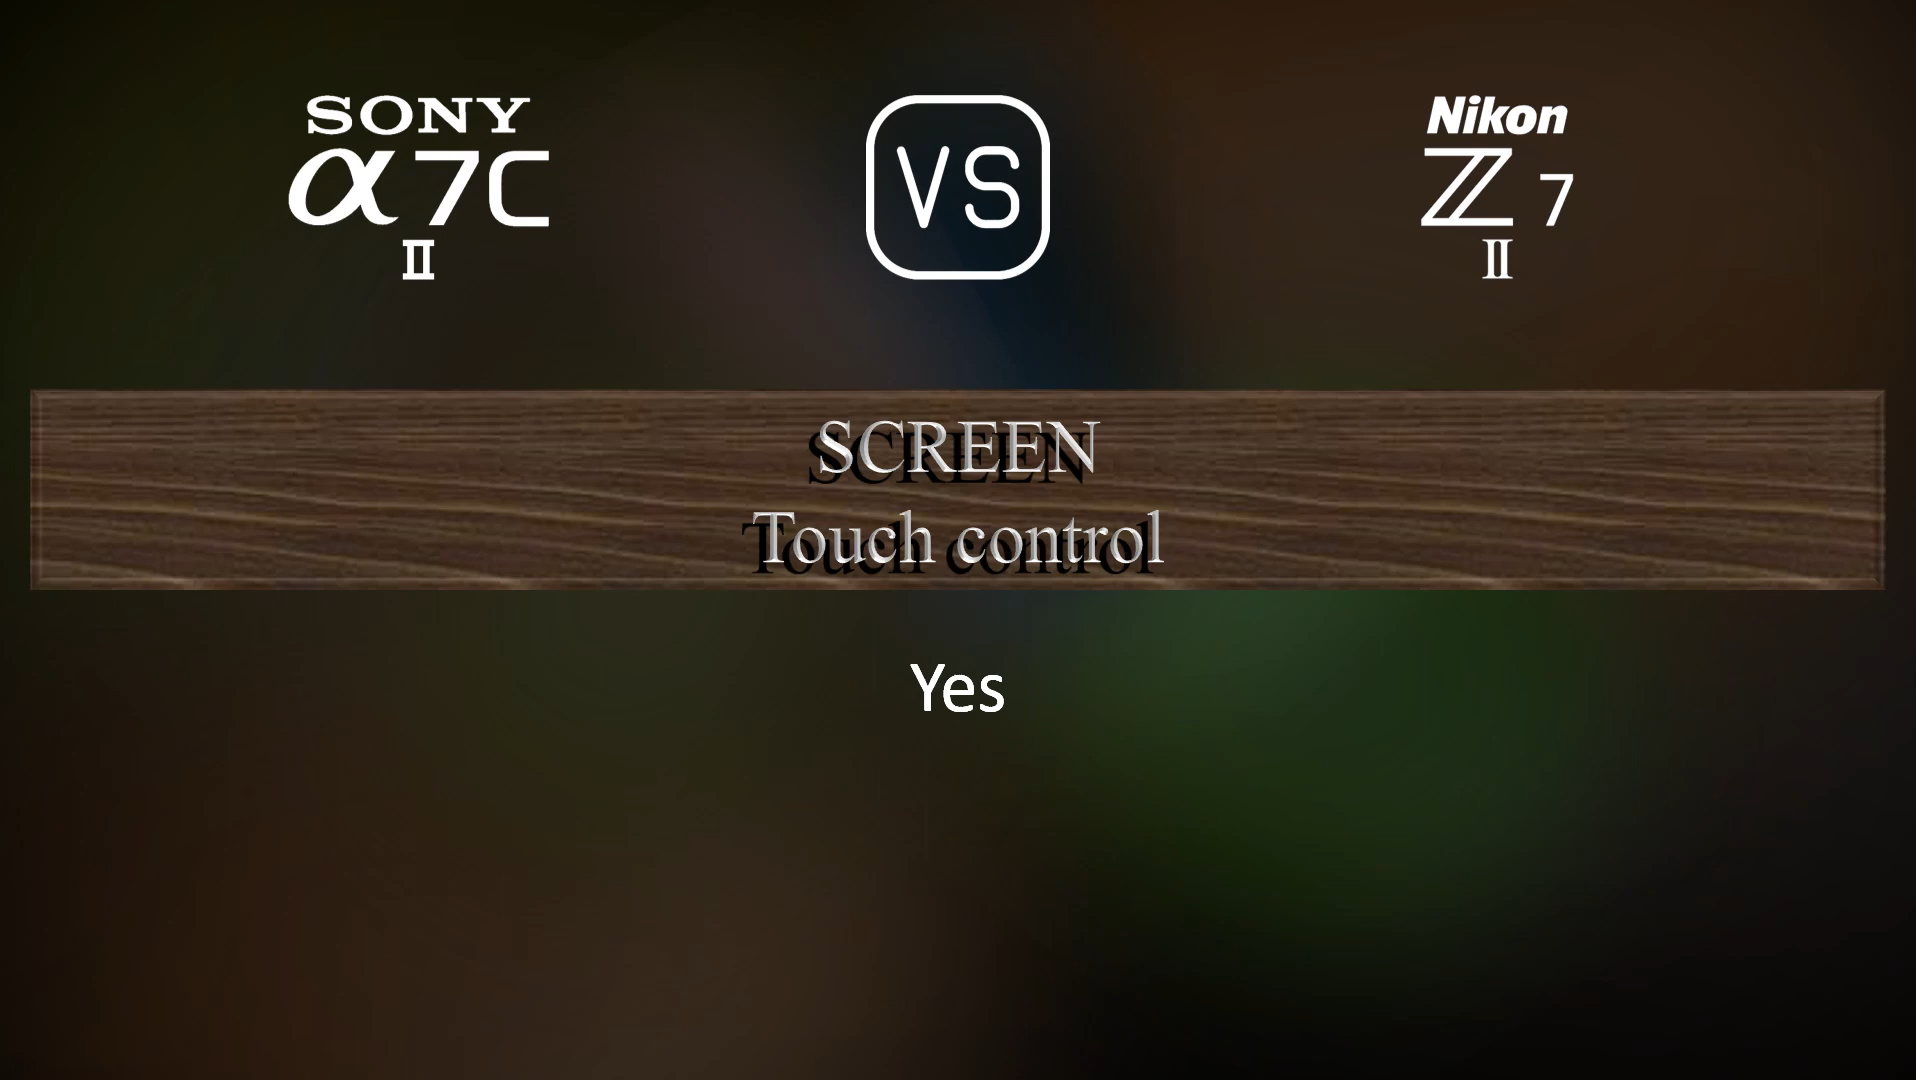 SONY
α7C
II
VS
Nikon
Z 7
II
SCREEN
Touch control
Yes